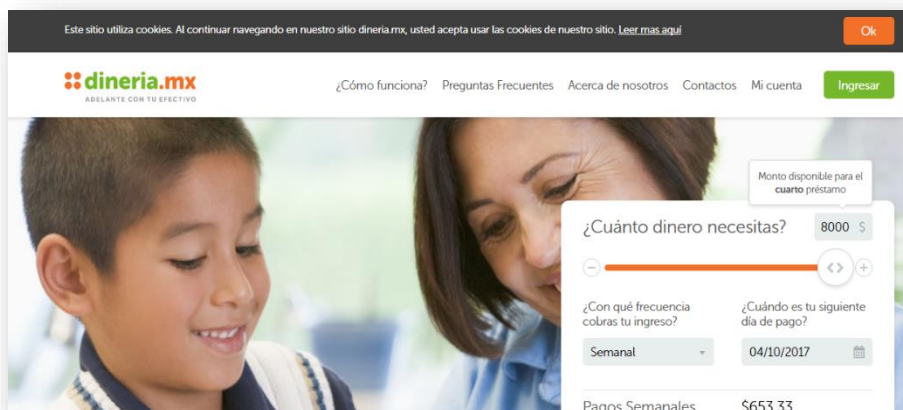 Este sitio utiliza cookies. Al continuar navegando en nuestro sitio dineria.mx, usted acepta usar las cookies de nuestro sitio. Leer mas aquí
Ok
dineria.mx
ADELANTE CON TU EFECTIVO
¿Cómo funciona?
Preguntas Frecuentes
Acerca de nosotros
Contactos
Mi cuenta
Ingresar
Monto disponible para el
cuarto préstamo
¿Cuánto dinero necesitas?
8000 $
¿Con qué frecuencia
cobras tu ingreso?
¿Cuándo es tu siguiente
día de pago?
Semanal
04/10/2017
Pagos Semanales
$653.33